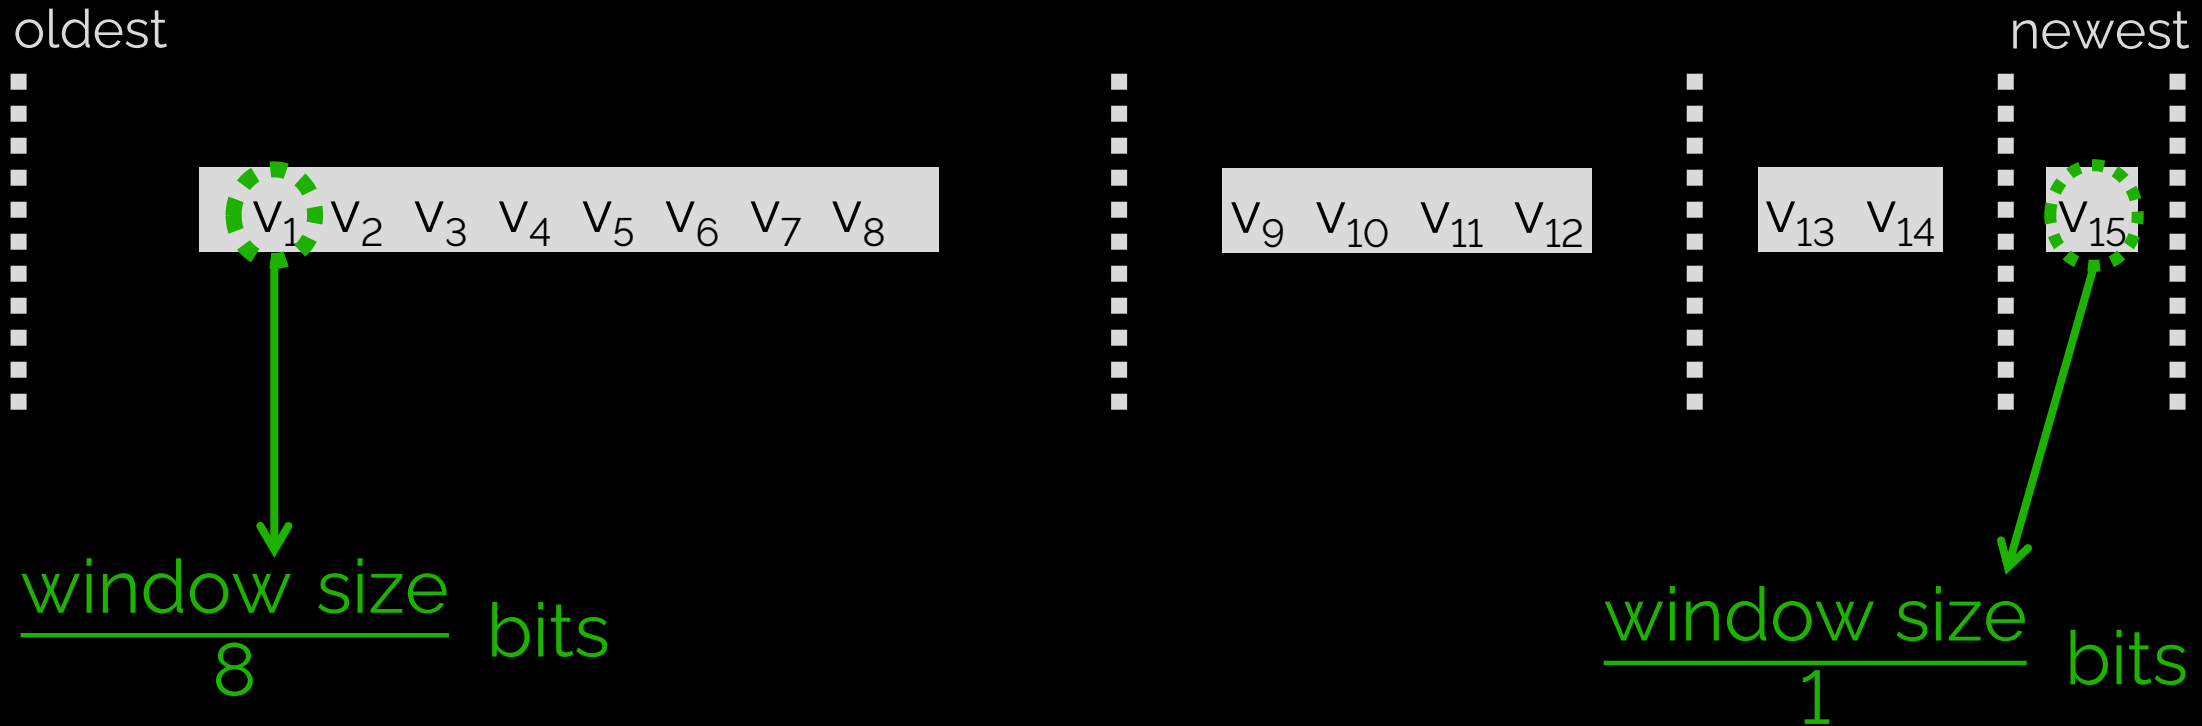 oldest newest
V1 V2 V3 V4 V5 V6 V7 V8 V9 V10 V11 V12 V13 V14 V15
window size
8
bits
window size
1
bits